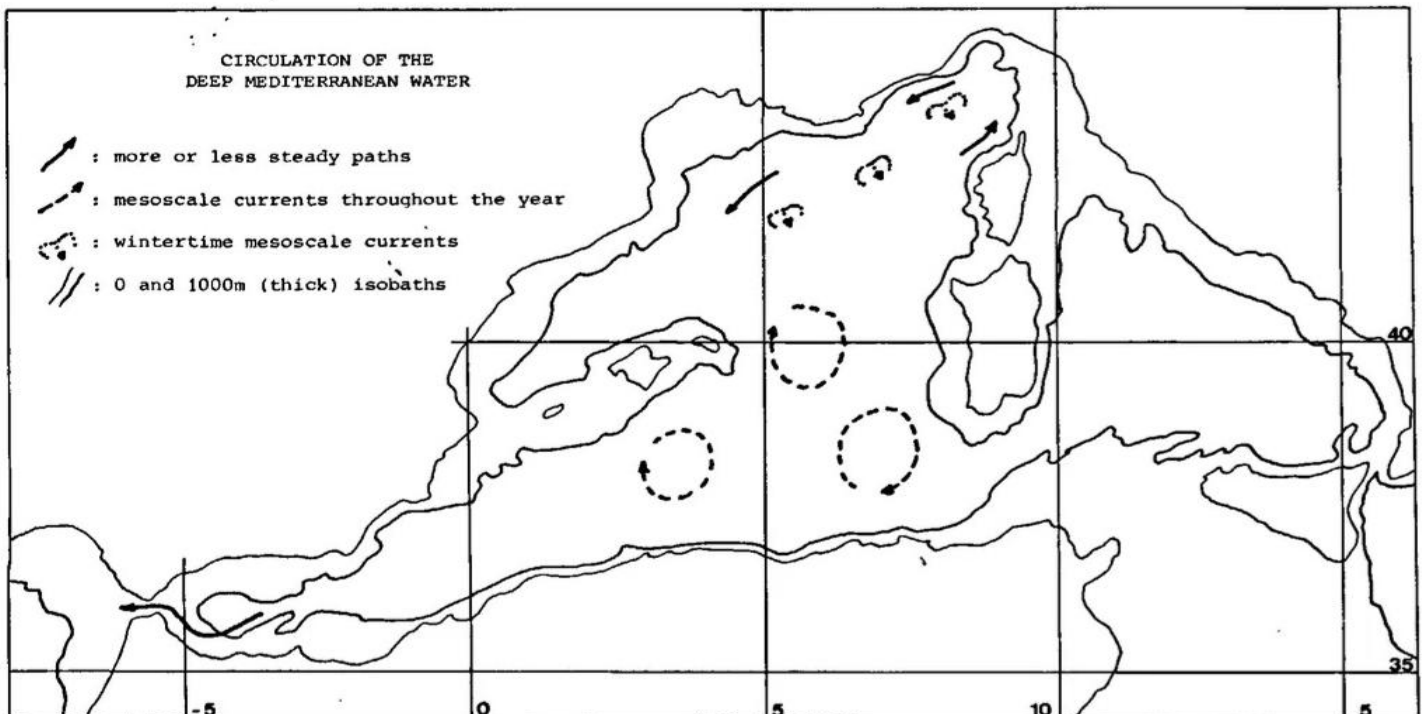 CIRCULATION OF THE
DEEP MEDITERRANEAN WATER
: more or less steady paths
: mesoscale currents throughout the year
: wintertime mesoscale currents
: 0 and 1000m (thick) isobaths
40
35
-5 0 5 10 5